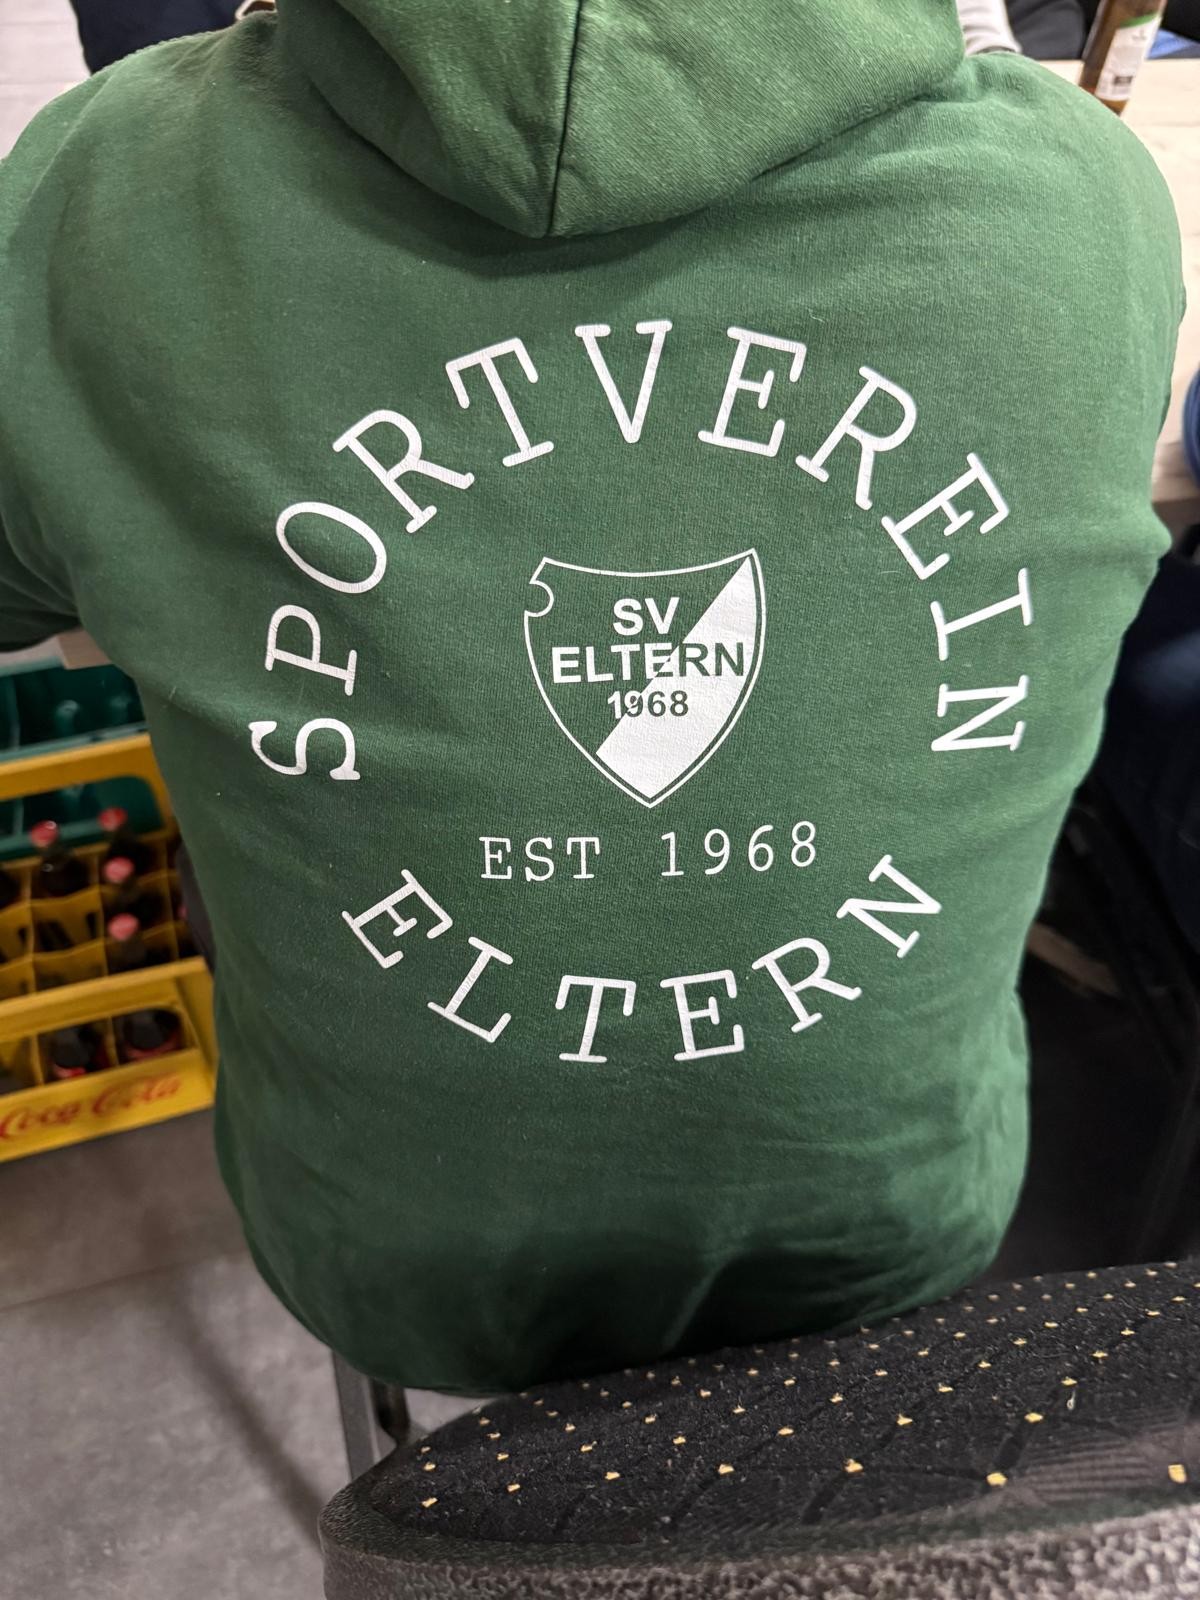 SPORTVEREIN
SV
ELTERN
1968
EST 1968
ELTERN
Coca-Cola